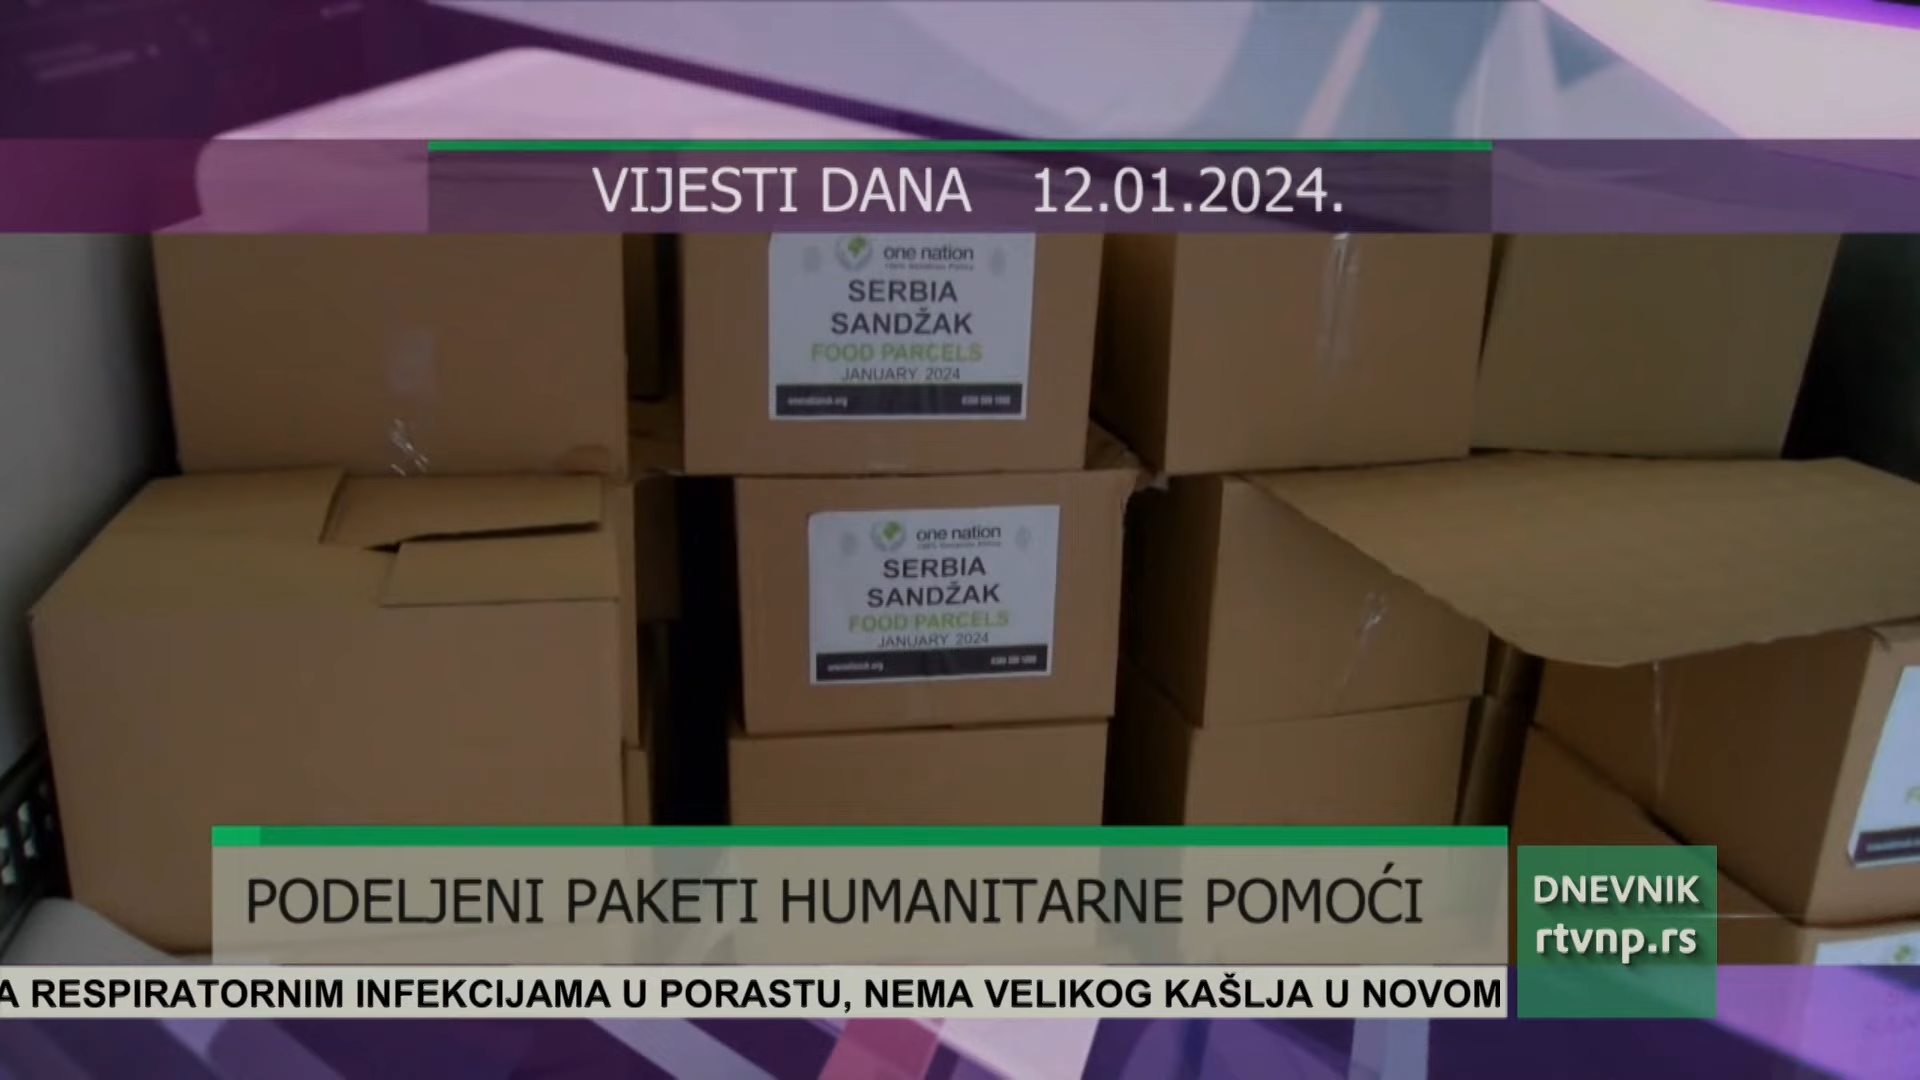 VIJESTI DANA 12.01.2024.
one nation
SERBIA
SANDŽAK
FOOD PARCELS
JANUARY 2024
one nation
SERBIA
SANDŽAK
FOOD PARCELS
JANUARY 2024
PODELJENI PAKETI HUMANITARNE POMOĆI
DNEVNIK
rtvnp.rs
A RESPIRATORNIM INFEKCIJAMA U PORASTU, NEMA VELIKOG KAŠLJA U NOVOM